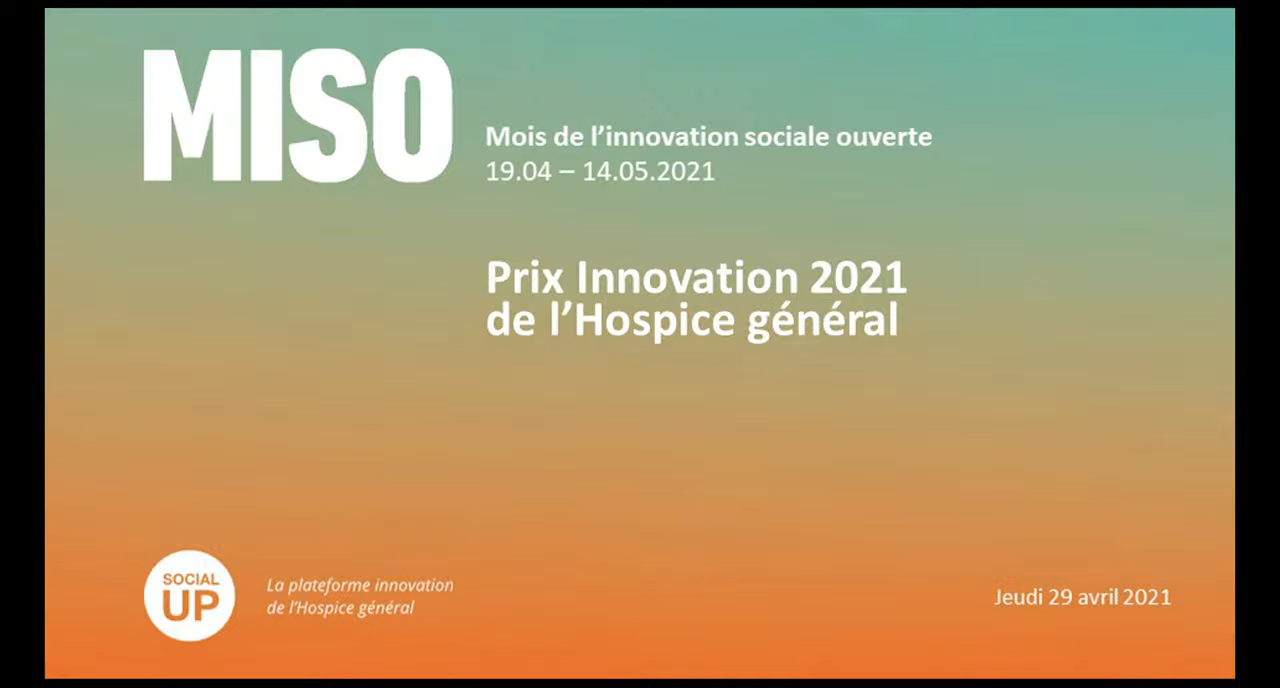 MISO
Mois de l’innovation sociale ouverte
19.04 – 14.05.2021
Prix Innovation 2021
de l’Hospice général
SOCIAL
UP
La plateforme innovation
de l’Hospice général
Jeudi 29 avril 2021